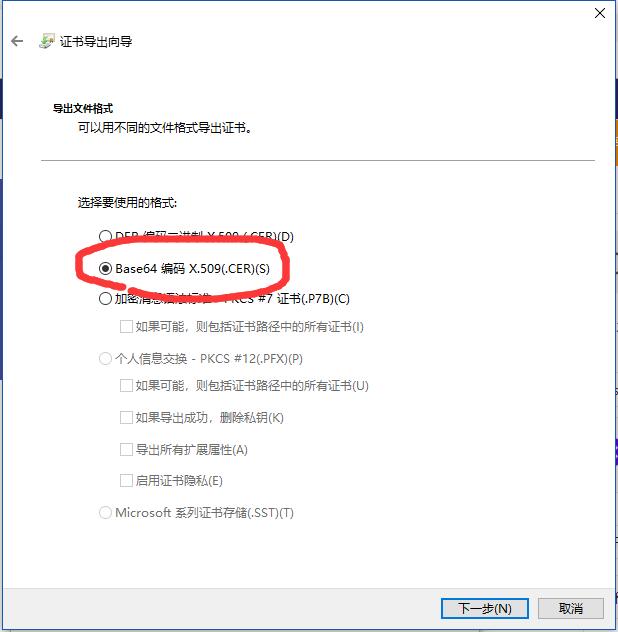 证书导出向导
导出文件格式
可以用不同的文件格式导出证书。
选择要使用的格式:
DER 编码二进制 X.509 (.CER)(D)
Base64 编码 X.509(.CER)(S)
加密消息语法标准 - PKCS #7 证书(.P7B)(C)
如果可能，则包括证书路径中的所有证书(I)
个人信息交换 - PKCS #12(.PFX)(P)
如果可能，则包括证书路径中的所有证书(U)
如果导出成功，删除私钥(K)
导出所有扩展属性(A)
启用证书隐私(E)
Microsoft 系列证书存储(.SST)(T)
下一步(N)
取消